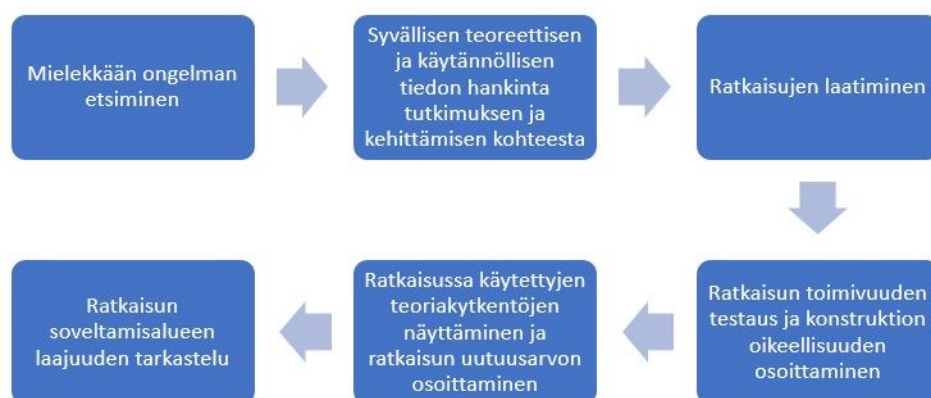 Mielekkään ongelman
etsiminen
Syvällisen teoreettisen
ja käytännöllisen
tiedon hankinta
tutkimuksen ja
kehittämisen kohteesta
Ratkaisujen laatiminen
Ratkaisun toimivuuden
testaus ja konstruktion
oikeellisuuden
osoittaminen
Ratkaisussa käytettyjen
teoriakytkentöjen
näyttäminen ja
ratkaisun uutuusarvon
osoittaminen
Ratkaisun
soveltamisalueen
laajuuden tarkastelu